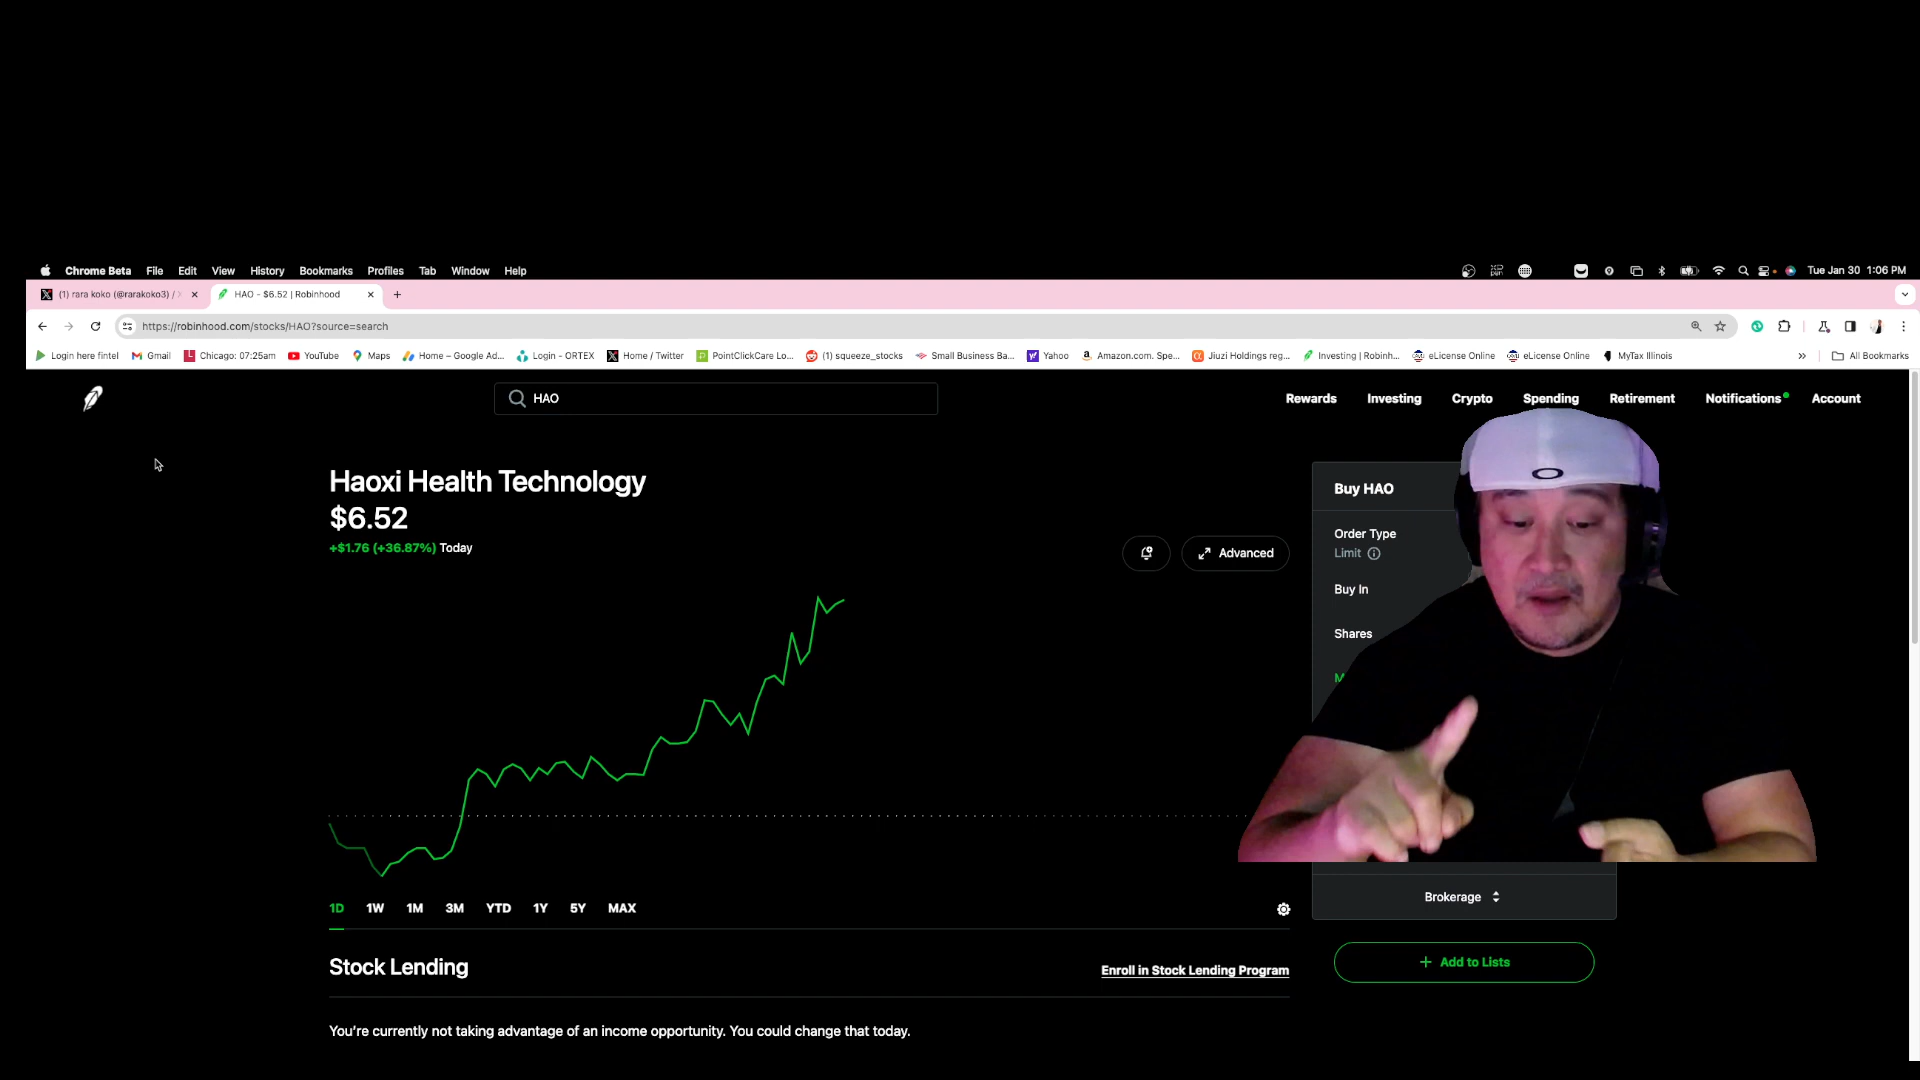 Chrome Beta File Edit View History Bookmarks Profiles Tab Window Help Tue Jan 30 1:06 PM
(1) rara koko (@rarakoko3) / HAO - $6.52 | Robinhood
https://robinhood.com/stocks/HAO?source=search
Login here fintel Gmail Chicago: 07:25am YouTube Maps Home – Google Ad... Login - ORTEX Home / Twitter PointClickCare Lo... (1) squeeze_stocks Small Business Ba... Yahoo Amazon.com. Spe... Jiuzi Holdings reg... Investing | Robinh... eLicense Online eLicense Online MyTax Illinois » All Bookmarks
HAO Rewards Investing Crypto Spending Retirement Notifications Account
Haoxi Health Technology
$6.52
+$1.76 (+36.87%) Today
Advanced
Buy HAO
Order Type
Limit
Buy In
Shares
1D 1W 1M 3M YTD 1Y 5Y MAX
Brokerage
+ Add to Lists
Stock Lending Enroll in Stock Lending Program
You're currently not taking advantage of an income opportunity. You could change that today.